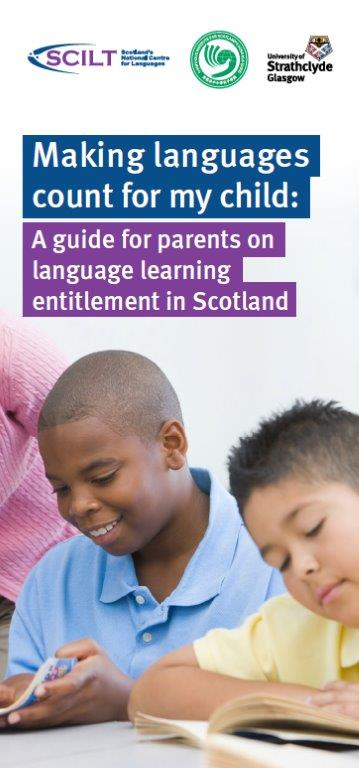 SCILT
Scotland's
National Centre
for Languages
University of
Strathclyde
Glasgow
Making languages
count for my child:
A guide for parents on
language learning
entitlement in Scotland